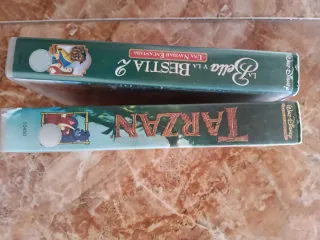 LA
Bella
Y LA
BESTIA 2
UNA NAVIDAD ENCANTADA
WALT DISNEY
TARZAN
WALT DISNEY